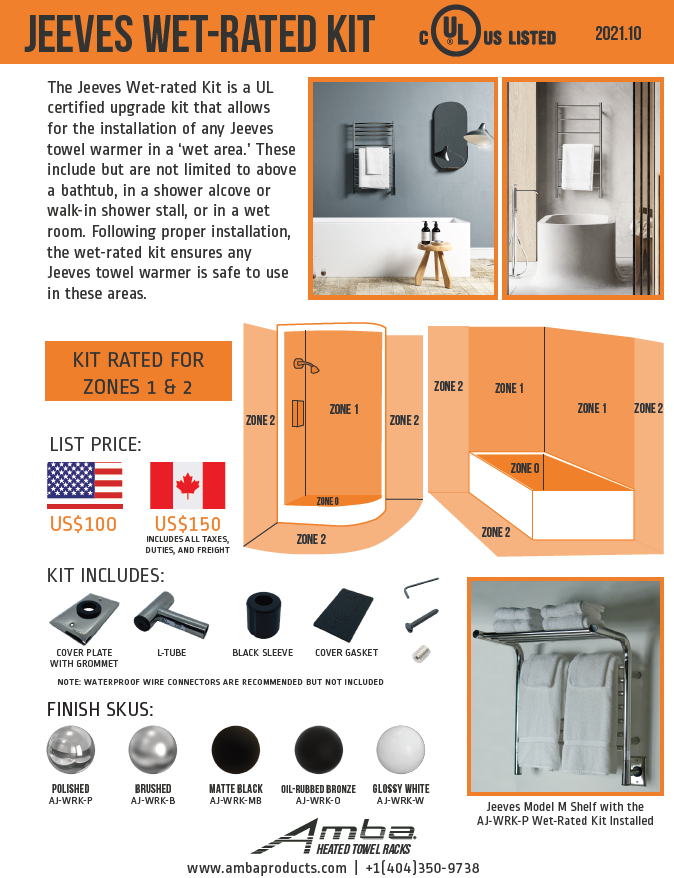 JEEVES WET-RATED KIT
C UL® US LISTED
2021.10
The Jeeves Wet-rated Kit is a UL
certified upgrade kit that allows
for the installation of any Jeeves
towel warmer in a ‘wet area.’ These
include but are not limited to above
a bathtub, in a shower alcove or
walk-in shower stall, or in a wet
room. Following proper installation,
the wet-rated kit ensures any
Jeeves towel warmer is safe to use
in these areas.
KIT RATED FOR
ZONES 1 & 2
ZONE 2
ZONE 1
ZONE 2
ZONE 0
ZONE 2
ZONE 2
ZONE 1
ZONE 1
ZONE 2
ZONE 0
ZONE 2
LIST PRICE:
US$100
US$150
INCLUDES ALL TAXES,
DUTIES, AND FREIGHT
KIT INCLUDES:
COVER PLATE
WITH GROMMET
L-TUBE
BLACK SLEEVE
COVER GASKET
NOTE: WATERPROOF WIRE CONNECTORS ARE RECOMMENDED BUT NOT INCLUDED
FINISH SKUS:
POLISHED
AJ-WRK-P
BRUSHED
AJ-WRK-B
MATTE BLACK
AJ-WRK-MB
OIL-RUBBED BRONZE
AJ-WRK-O
GLOSSY WHITE
AJ-WRK-W
Jeeves Model M Shelf with the
AJ-WRK-P Wet-Rated Kit Installed
Amba
HEATED TOWEL RACKS
www.ambaproducts.com | +1(404)350-9738